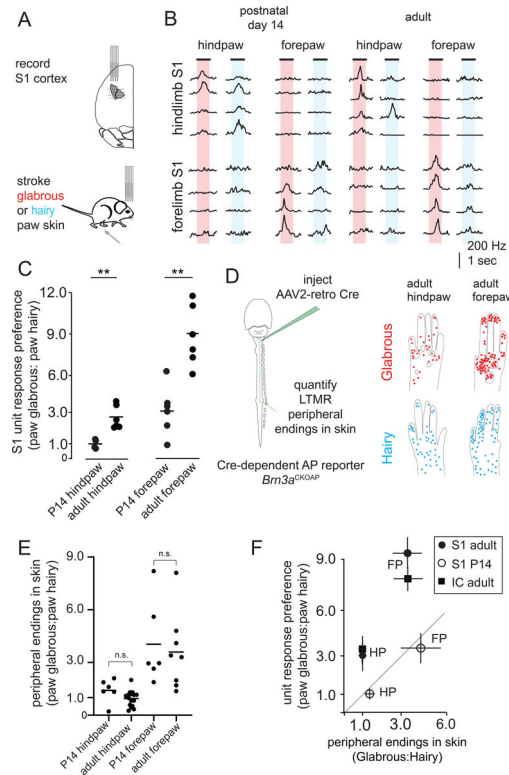 A
record
S1 cortex
stroke
glabrous
or hairy
paw skin
B
postnatal
day 14
adult
hindpaw
forepaw
hindpaw
forepaw
hindlimb S1
forelimb S1
200 Hz
1 sec
C
**
**
12.0
9.0
6.0
3.0
1.0
0
S1 unit response preference
(paw glabrous: paw hairy)
P14 hindpaw
adult hindpaw
P14 forepaw
adult forepaw
D
inject
AAV2-retro Cre
quantify
LTMR
peripheral
endings in skin
Cre-dependent AP reporter
Brn3aCKOAP
adult
hindpaw
adult
forepaw
Glabrous
Hairy
E
n.s.
n.s.
9.0
6.0
3.0
1.0
0
peripheral endings in skin
(paw glabrous:paw hairy)
P14 hindpaw
adult hindpaw
P14 forepaw
adult forepaw
F
S1 adult
S1 P14
IC adult
FP
HP
FP
HP
9.0
6.0
3.0
1.0
0
1.0
3.0
6.0
unit response preference
(paw glabrous:paw hairy)
peripheral endings in skin
(Glabrous:Hairy)